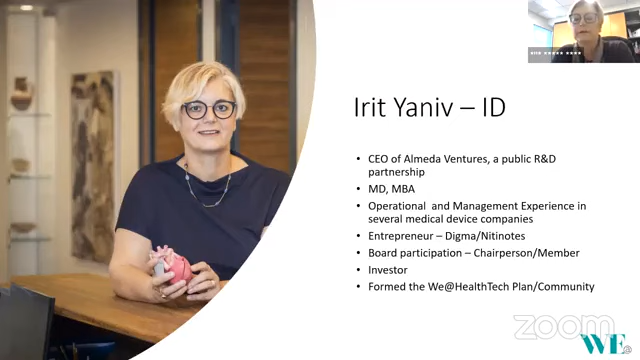 Irit Yaniv – ID
• CEO of Almeda Ventures, a public R&D
partnership
• MD, MBA
• Operational and Management Experience in
several medical device companies
• Entrepreneur – Digma/Nitinotes
• Board participation – Chairperson/Member
• Investor
• Formed the We@HealthTech Plan/Community
zoom
WE@